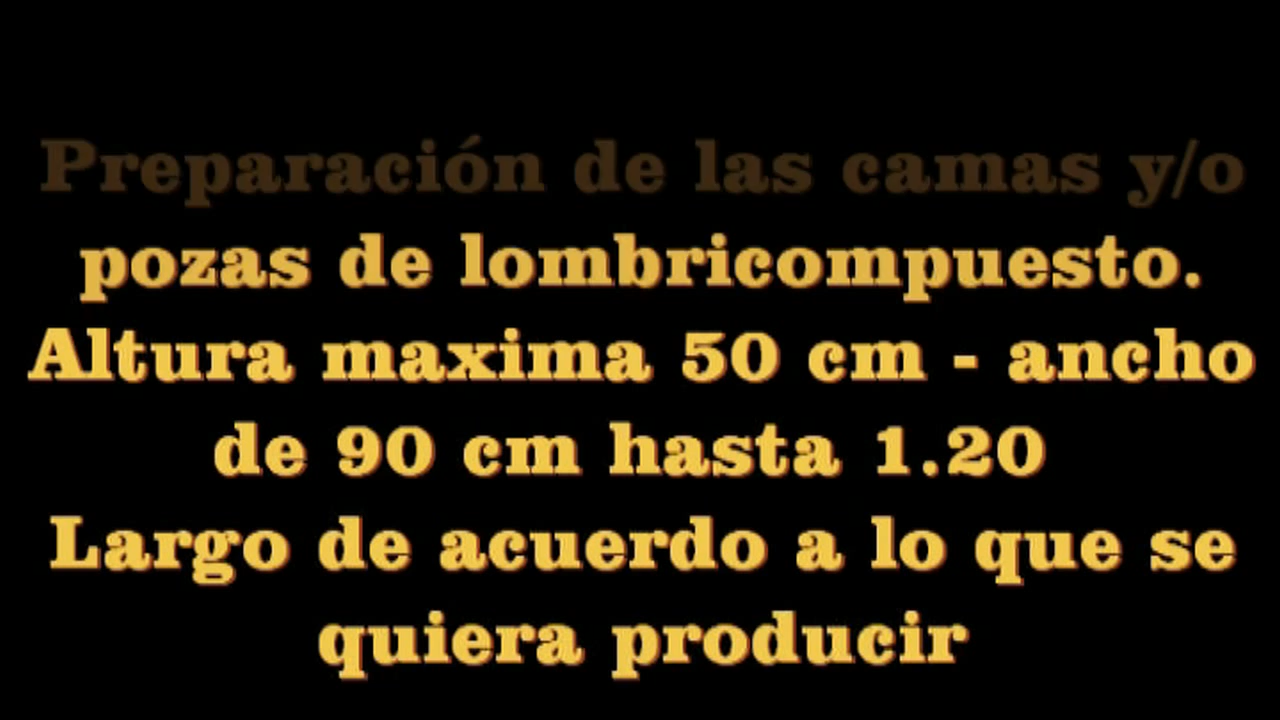 Preparación de las camas y/o
pozas de lombricompuesto.
Altura maxima 50 cm - ancho
de 90 cm hasta 1.20
Largo de acuerdo a lo que se
quiera producir